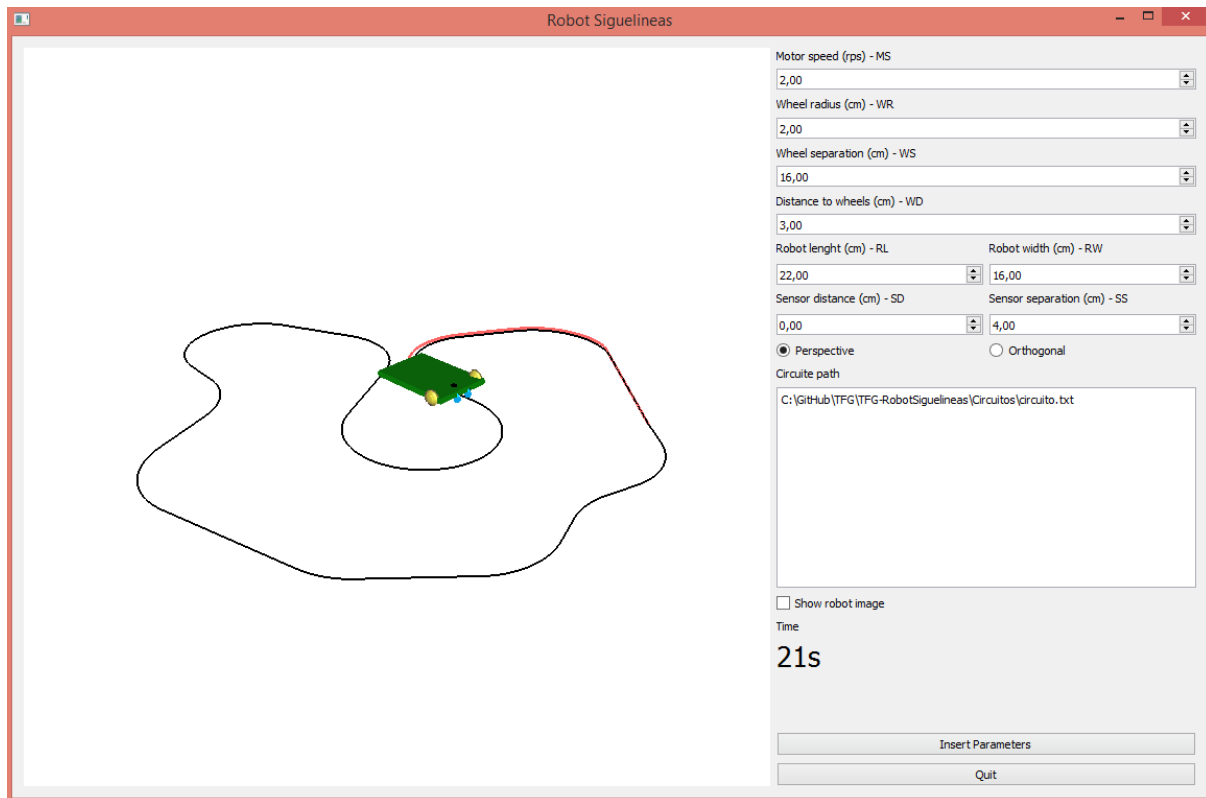 Robot Siguelineas
Motor speed (rps) - MS
2,00
Wheel radius (cm) - WR
2,00
Wheel separation (cm) - WS
16,00
Distance to wheels (cm) - WD
3,00
Robot lenght (cm) - RL Robot width (cm) - RW
22,00 16,00
Sensor distance (cm) - SD Sensor separation (cm) - SS
0,00 4,00
Perspective Orthogonal
Circuite path
C:\GitHub\TFG\TFG-RobotSiguelineas\Circuitos\circuito.txt
Show robot image
Time
21s
Insert Parameters
Quit